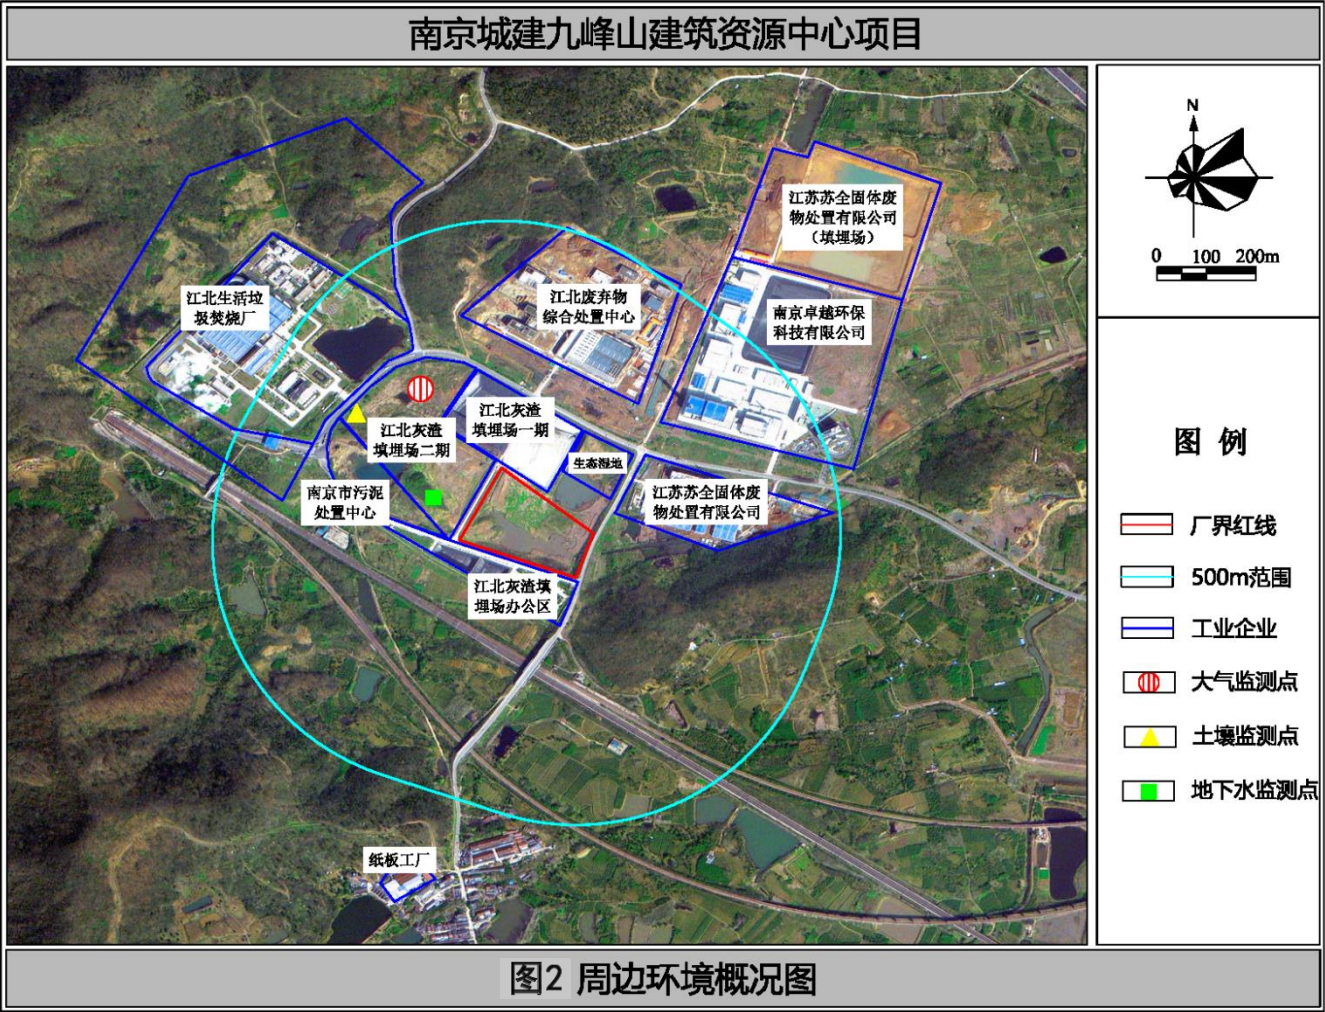 南京城建九峰山建筑资源中心项目
N
0 100 200m
江苏苏全固体废
物处置有限公司
（填埋场）
江北生活垃
圾焚烧厂
江北废弃物
综合处置中心
南京卓越环保
科技有限公司
江北灰渣
填埋场一期
江北灰渣
填埋场二期
生态湿地
南京市污泥
处置中心
江苏苏全固体废
物处置有限公司
江北灰渣填
埋场办公区
纸板工厂
图 例
厂界红线
500m范围
工业企业
大气监测点
土壤监测点
地下水监测点
图2 周边环境概况图